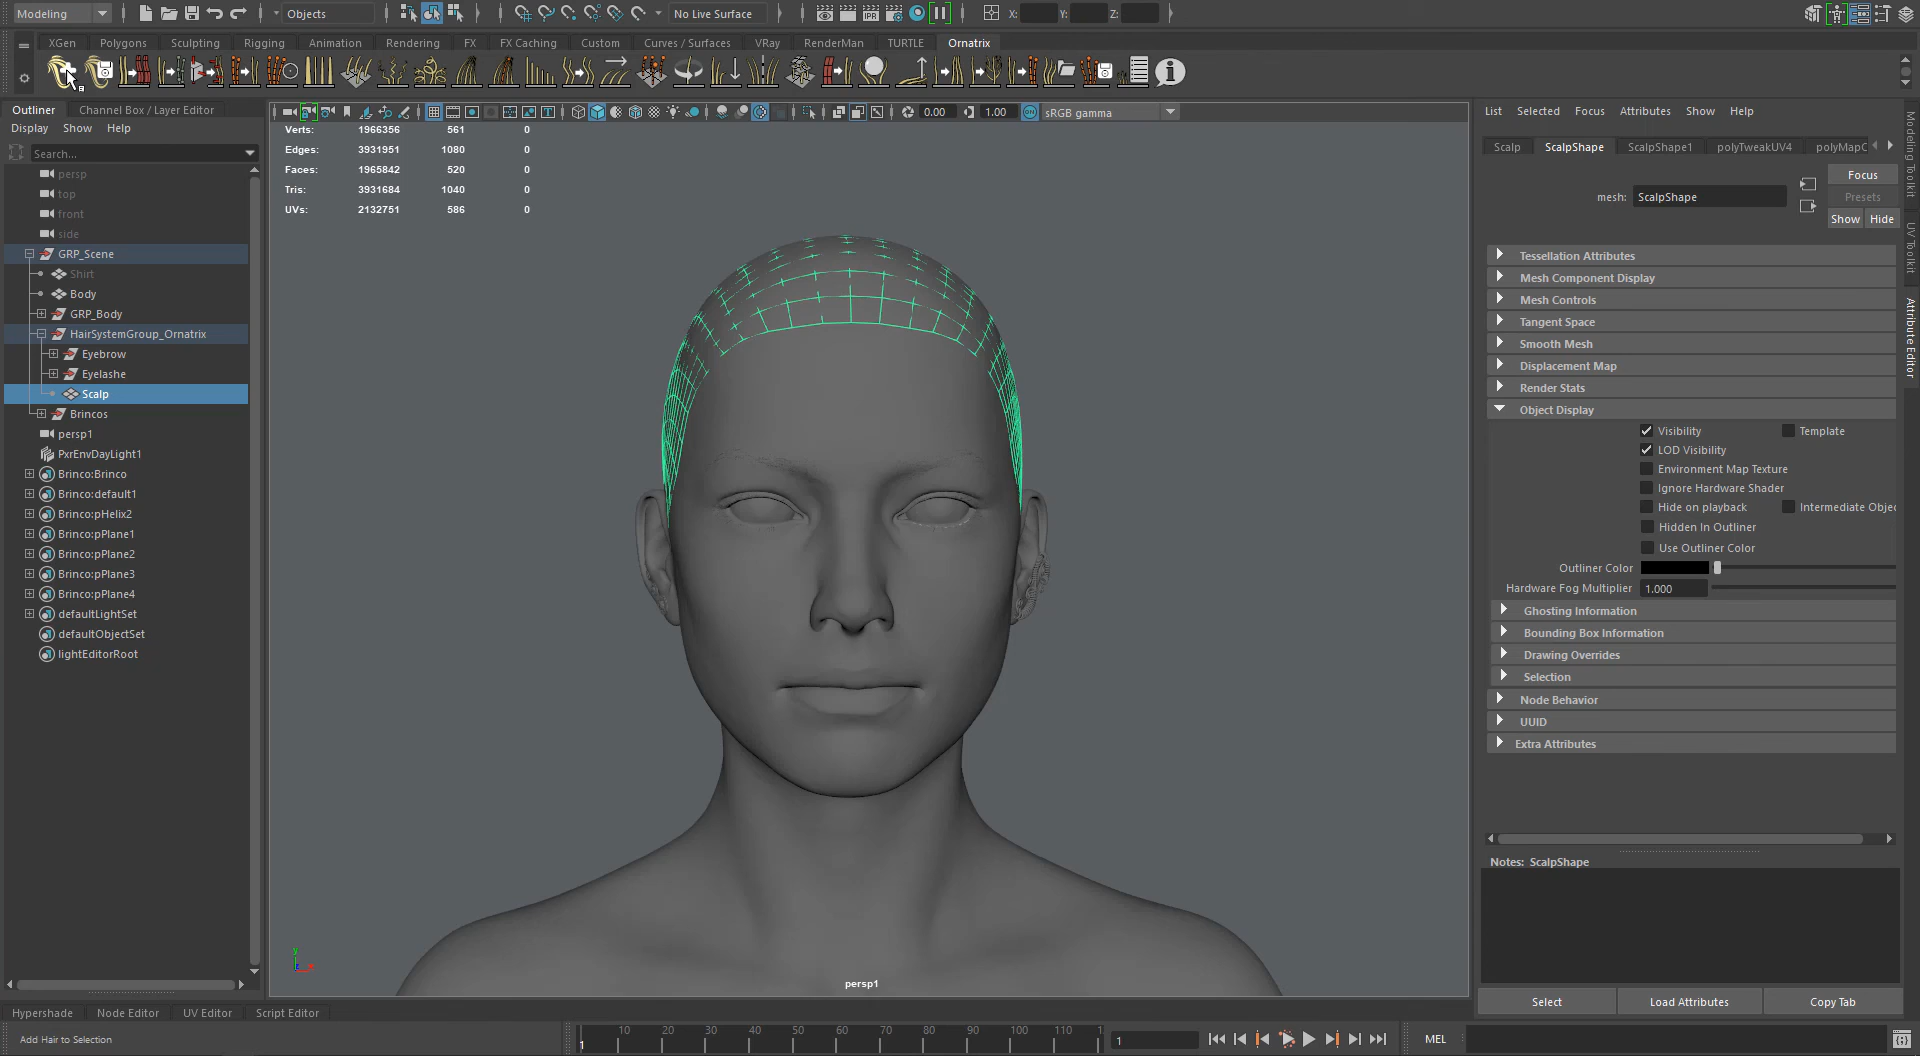 Modeling
Objects
No Live Surface
IPR
X:
Y:
Z:
XGen
Polygons
Sculpting
Rigging
Animation
Rendering
FX
FX Caching
Custom
Curves / Surfaces
VRay
RenderMan
TURTLE
Ornatrix
Outliner
Channel Box / Layer Editor
Display
Show
Help
Search...
persp
top
front
side
GRP_Scene
Shirt
Body
GRP_Body
HairSystemGroup_Ornatrix
Eyebrow
Eyelashe
Scalp
Brincos
persp1
PxrEnvDayLight1
Brinco:Brinco
Brinco:default1
Brinco:pHelix2
Brinco:pPlane1
Brinco:pPlane2
Brinco:pPlane3
Brinco:pPlane4
defaultLightSet
defaultObjectSet
lightEditorRoot
0.00
1.00
sRGB gamma
Verts: 1966356 561 0
Edges: 3931951 1080 0
Faces: 1965842 520 0
Tris: 3931684 1040 0
UVs: 2132751 586 0
persp1
List
Selected
Focus
Attributes
Show
Help
Scalp
ScalpShape
ScalpShape1
polyTweakUV4
polyMapC
mesh:
ScalpShape
Focus
Presets
Show
Hide
Tessellation Attributes
Mesh Component Display
Mesh Controls
Tangent Space
Smooth Mesh
Displacement Map
Render Stats
Object Display
Visibility
Template
LOD Visibility
Environment Map Texture
Ignore Hardware Shader
Hide on playback
Intermediate Objec
Hidden In Outliner
Use Outliner Color
Outliner Color
Hardware Fog Multiplier 1.000
Ghosting Information
Bounding Box Information
Drawing Overrides
Selection
Node Behavior
UUID
Extra Attributes
Notes: ScalpShape
Select
Load Attributes
Copy Tab
Modeling Toolkit
UV Toolkit
Attribute Editor
Hypershade
Node Editor
UV Editor
Script Editor
Add Hair to Selection
1
10
20
30
40
50
60
70
80
90
100
110
1
MEL